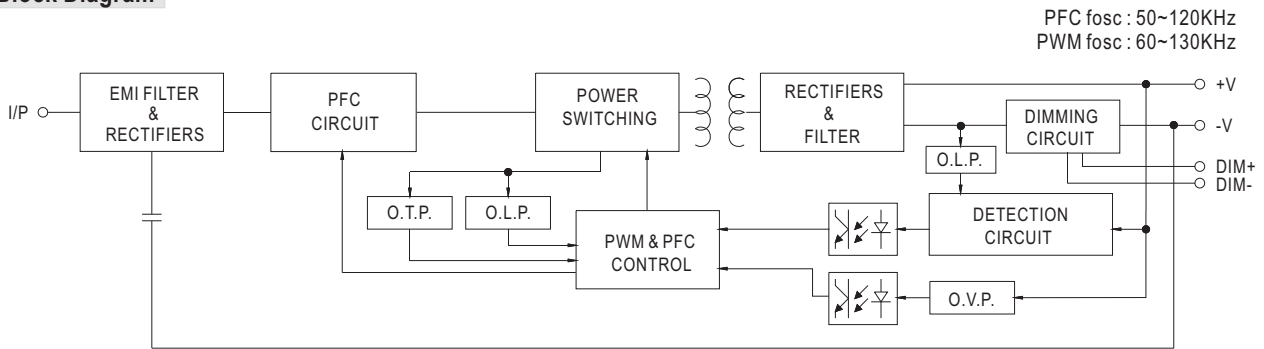 Block Diagram
PFC fosc : 50~120KHz
PWM fosc : 60~130KHz
I/P
EMI FILTER
&
RECTIFIERS
PFC
CIRCUIT
POWER
SWITCHING
RECTIFIERS
&
FILTER
DIMMING
CIRCUIT
+V
-V
DIM+
DIM-
O.L.P.
O.T.P.
O.L.P.
PWM & PFC
CONTROL
DETECTION
CIRCUIT
O.V.P.